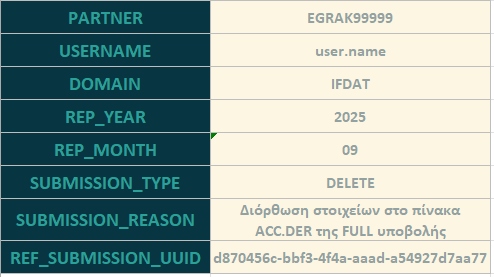 PARTNER EGRAK99999
USERNAME user.name
DOMAIN IFDAT
REP_YEAR 2025
REP_MONTH 09
SUBMISSION_TYPE DELETE
SUBMISSION_REASON Διόρθωση στοιχείων στο πίνακα
ACC.DER της FULL υποβολής
REF_SUBMISSION_UUID d870456c-bbf3-4f4a-aaad-a54927d7aa77